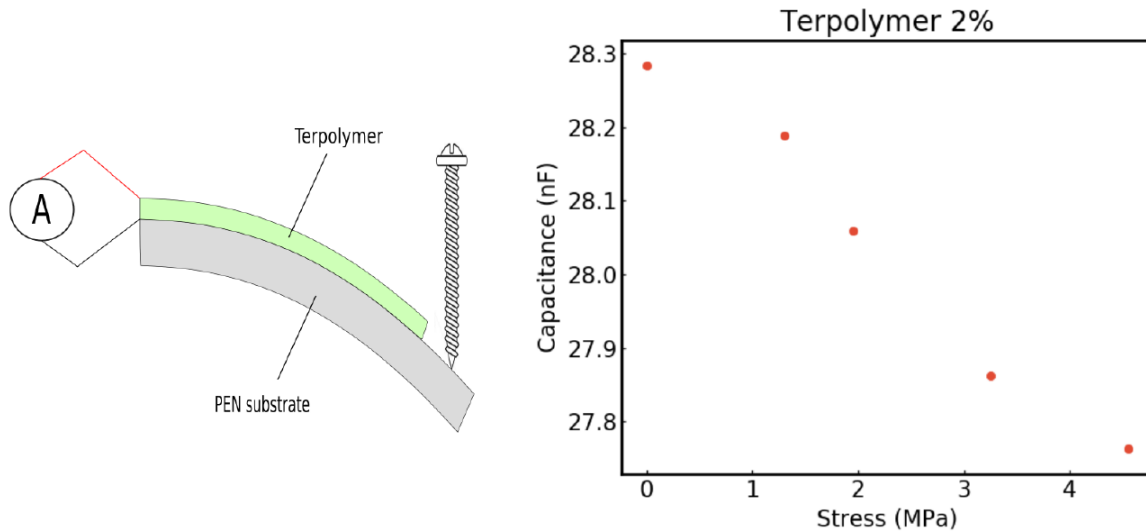 Terpolymer
A
PEN substrate
Terpolymer 2%
Capacitance (nF)
28.3
28.2
28.1
28.0
27.9
27.8
0 1 2 3 4
Stress (MPa)